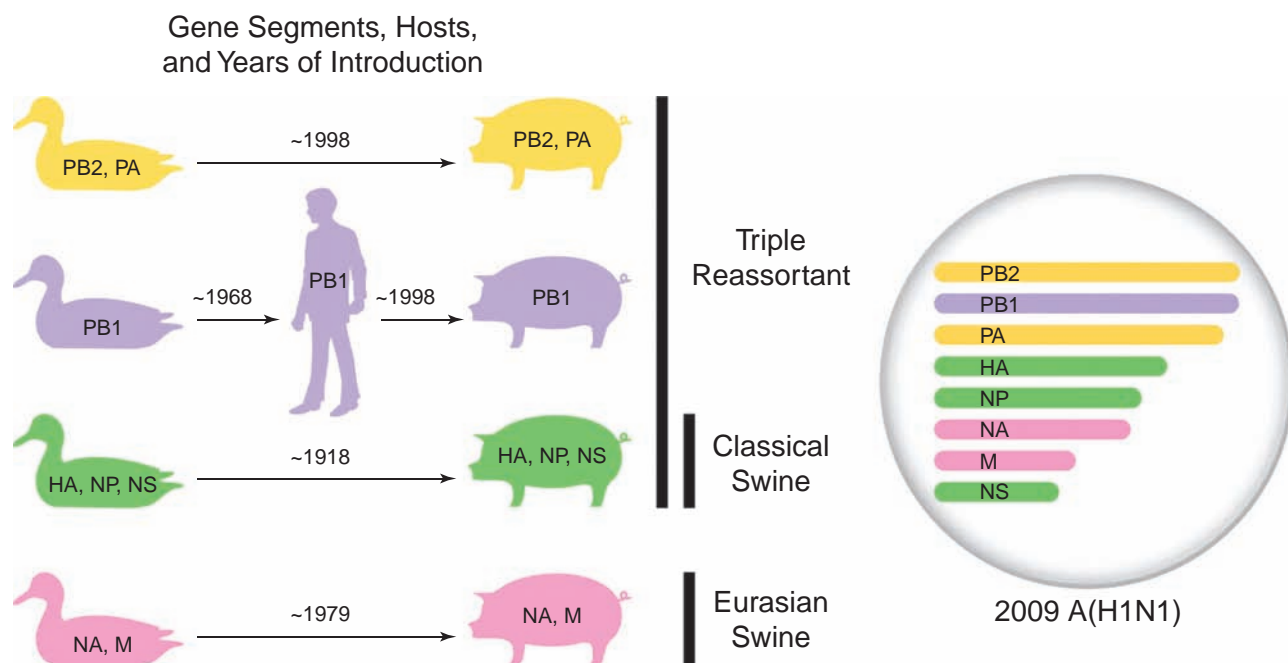 Gene Segments, Hosts,
and Years of Introduction
PB2, PA
~1998
PB2, PA
PB1
~1968
PB1
~1998
PB1
HA, NP, NS
~1918
HA, NP, NS
NA, M
~1979
NA, M
Triple
Reassortant
Classical
Swine
Eurasian
Swine
PB2
PB1
PA
HA
NP
NA
M
NS
2009 A(H1N1)